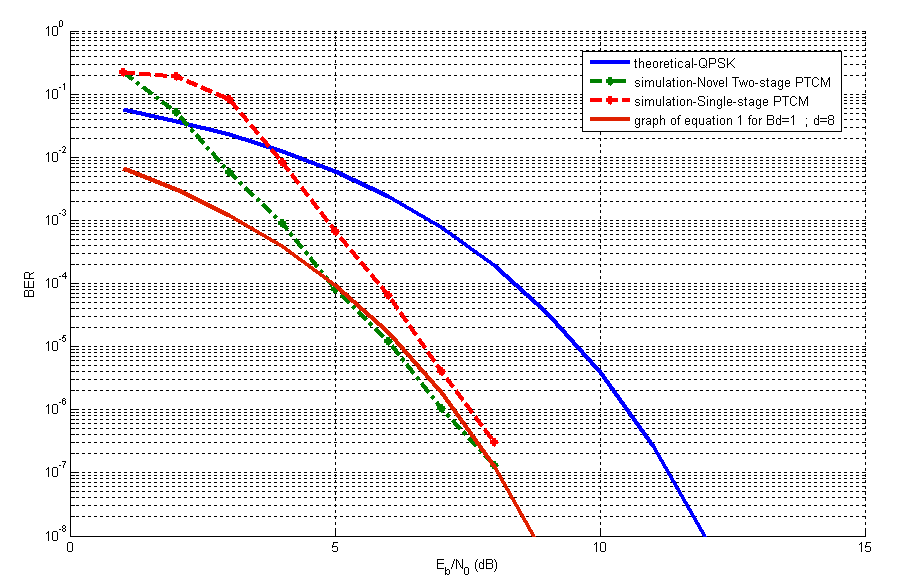 10^0
10^-1
10^-2
10^-3
10^-4
10^-5
10^-6
10^-7
10^-8
BER
theoretical-QPSK
simulation-Novel Two-stage PTCM
simulation-Single-stage PTCM
graph of equation 1 for Bd=1 ; d=8
0 5 10 15
E_b/N_0 (dB)